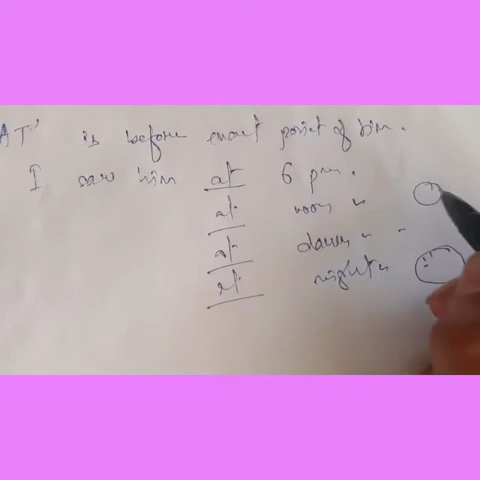 AT" is before exact point of time.
I saw him at 6 pm.
at noon "
at dawn "
at night "